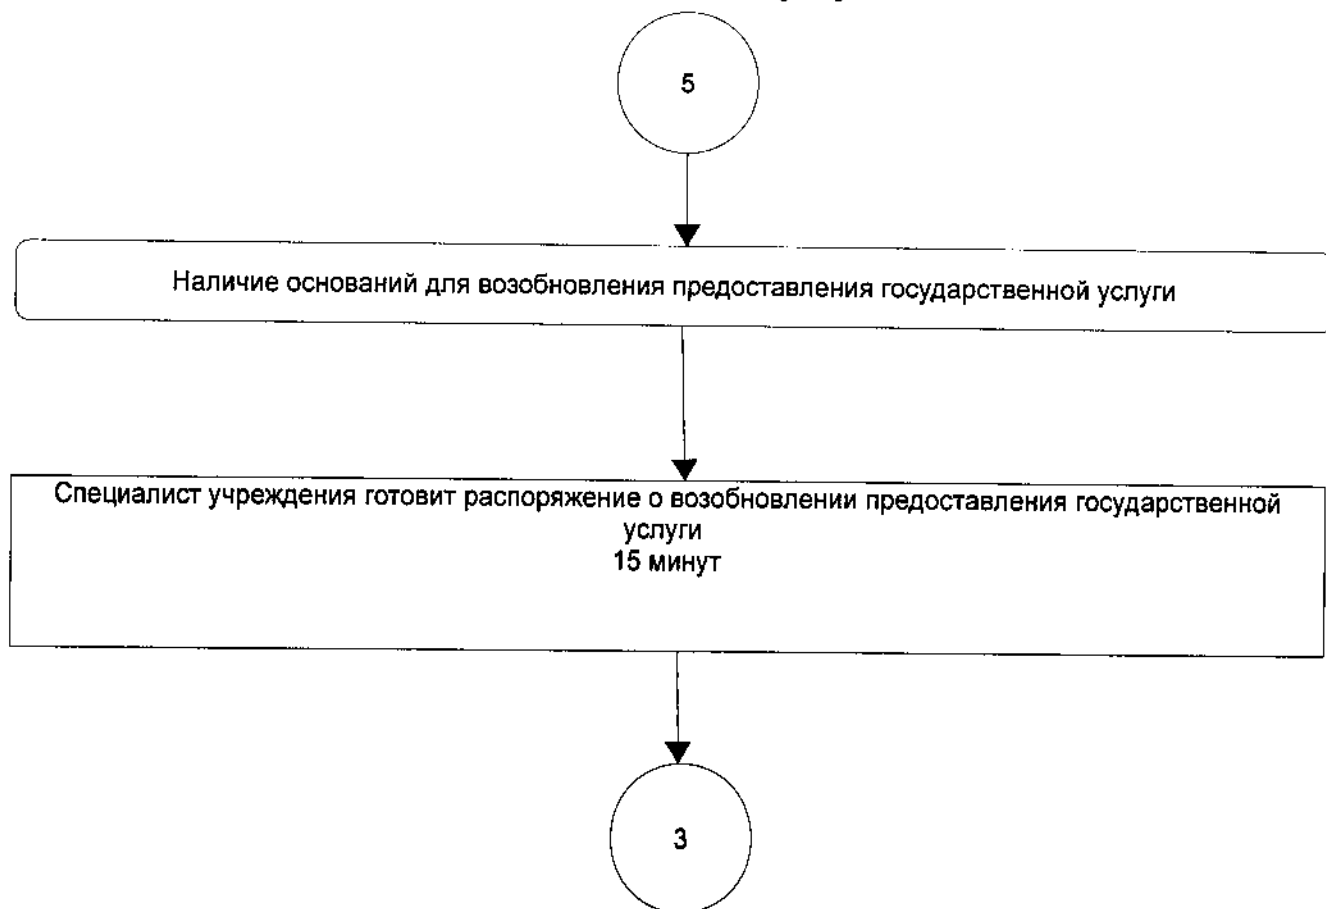 5
Наличие оснований для возобновления предоставления государственной услуги
Специалист учреждения готовит распоряжение о возобновлении предоставления государственной
услуги
15 минут
3